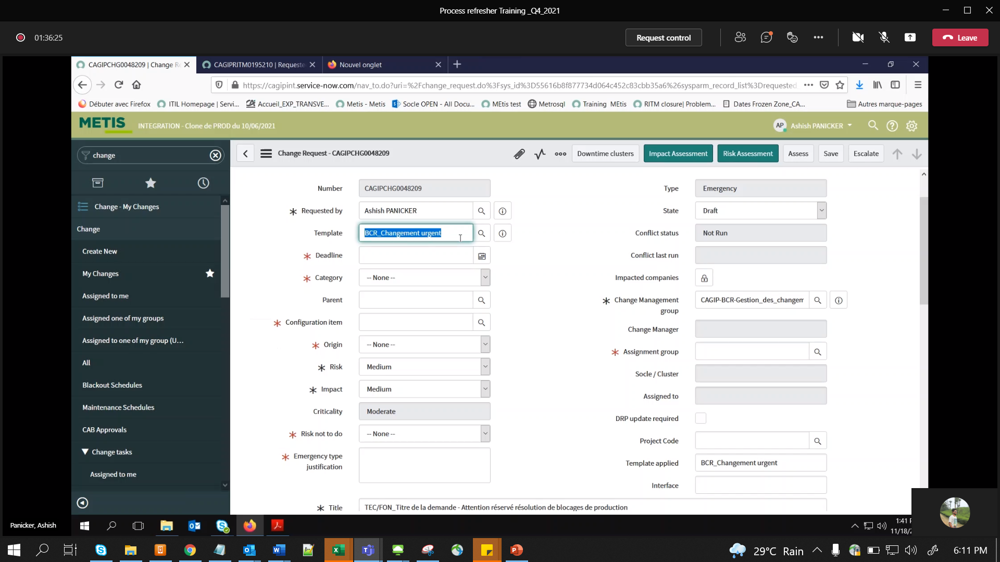 Process refresher Training _Q4_2021
01:36:25
Request control
Leave
CAGIPCHG0048209 | Change Re
CAGIPRITM0195210 | Requeste
Nouvel onglet
https://cagipint.service-now.com/nav_to.do?uri=%2Fchange_request.do%3Fsys_id%3D55616b8f877734d064c452c83cbb35a6%26sysparm_record_list%3Drequested
Débuter avec Firefox
ITIL Homepage | Servi...
Accueil_EXP_TRANSVE...
Metis - Metis
Socle OPEN - All Docu...
MEtis test
Metrosql
Training MEtis
RITM closure| Problem...
Dates Frozen Zone_CA...
Autres marque-pages
METIS
INTEGRATION - Clone de PROD du 10/06/2021
AP
Ashish PANICKER
change
Change Request - CAGIPCHG0048209
Downtime clusters
Impact Assessment
Risk Assessment
Assess
Save
Escalate
Change - My Changes
Change
Create New
My Changes
Assigned to me
Assigned one of my groups
Assigned to one of my group (U...
All
Blackout Schedules
Maintenance Schedules
CAB Approvals
Change tasks
Assigned to me
Number
CAGIPCHG0048209
Requested by
Ashish PANICKER
Template
BCR_Changement urgent
Deadline
Category
-- None --
Parent
Configuration item
Origin
-- None --
Risk
Medium
Impact
Medium
Criticality
Moderate
Risk not to do
-- None --
Emergency type
justification
Type
Emergency
State
Draft
Conflict status
Not Run
Conflict last run
Impacted companies
Change Management
group
CAGIP-BCR-Gestion_des_changem
Change Manager
Assignment group
Socle / Cluster
Assigned to
DRP update required
Project Code
Template applied
BCR_Changement urgent
Interface
Title
TEC/FON_Titre de la demande - Attention réservé résolution de blocages de production
Panicker, Ashish
1:41 P
11/18/2
29°C Rain
6:11 PM